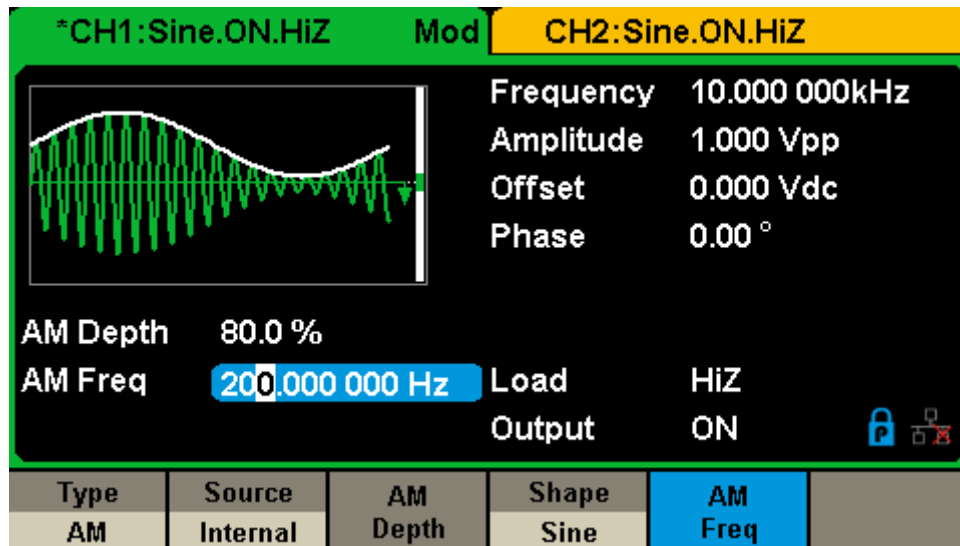 *CH1:Sine.ON.HiZ Mod CH2:Sine.ON.HiZ
Frequency 10.000 000kHz
Amplitude 1.000 Vpp
Offset 0.000 Vdc
Phase 0.00 °
AM Depth 80.0 %
AM Freq 200.000 000 Hz Load HiZ
Output ON P
Type Source AM Shape AM
AM Internal Depth Sine Freq